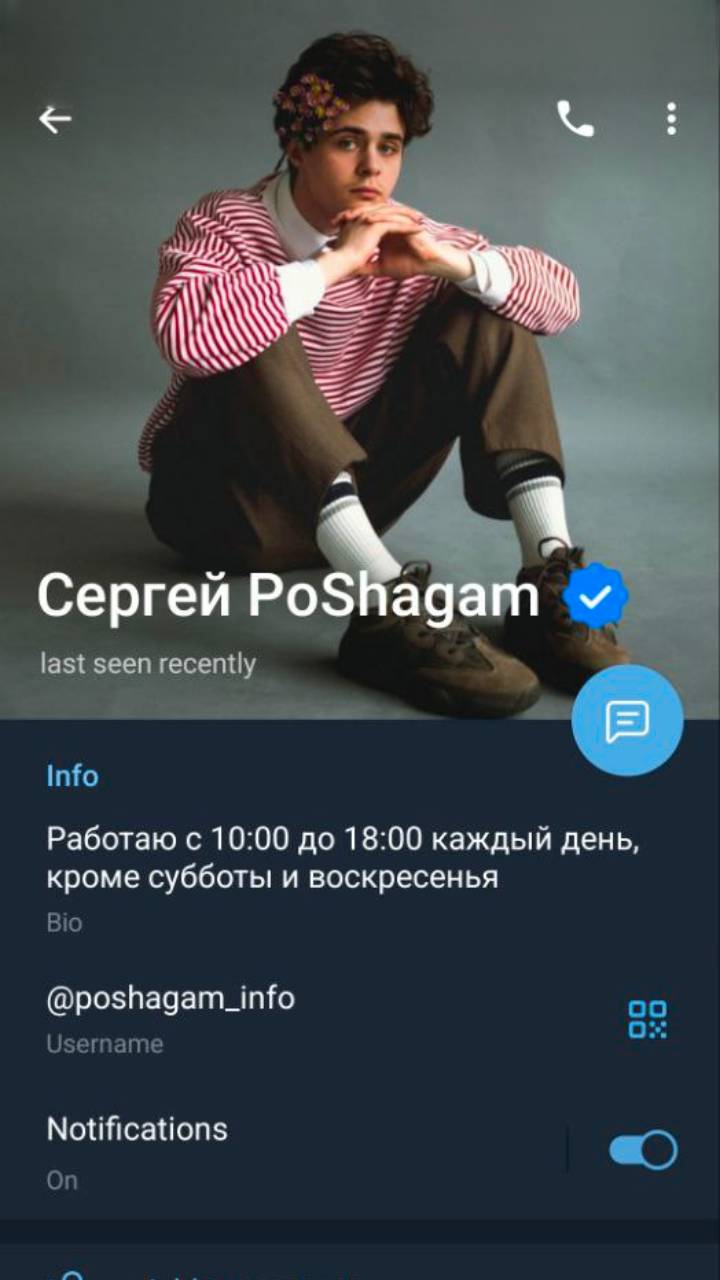 Сергей PoShagam
last seen recently
Info
Работаю с 10:00 до 18:00 каждый день,
кроме субботы и воскресенья
Bio
@poshagam_info
Username
Notifications
On